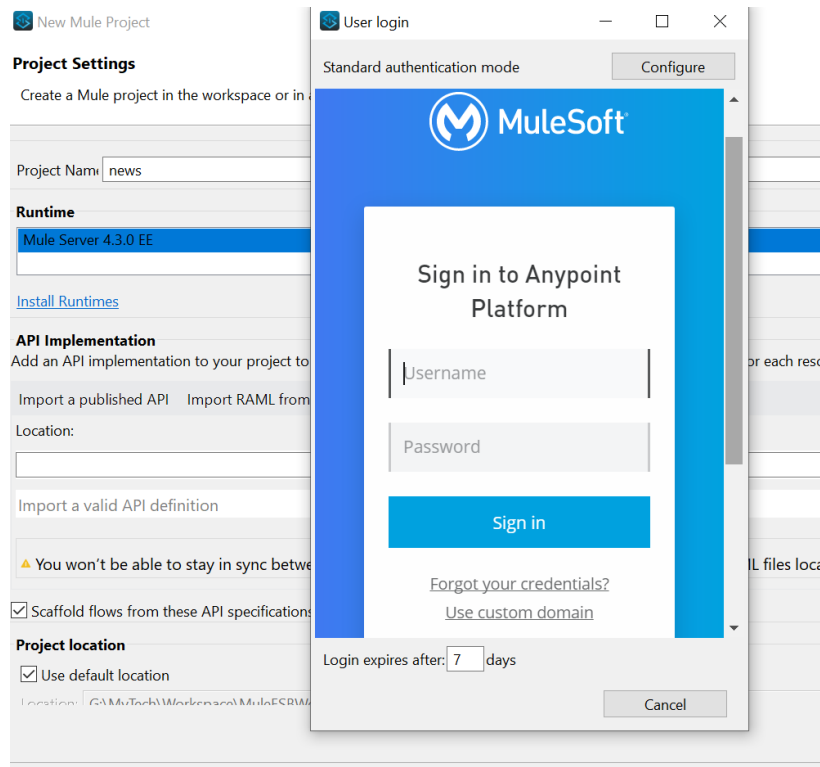 New Mule Project
Project Settings
Create a Mule project in the workspace or in
Project Name
news
Runtime
Mule Server 4.3.0 EE
Install Runtimes
API Implementation
Add an API implementation to your project to
or each
Import a published API Import RAML from
Location:
Import a valid API definition
You won't be able to stay in sync
files
Scaffold flows from these API specifications
Project location
Use default location
Location: G:\MyTech\Workspace\
User login
Standard authentication mode
Configure
MuleSoft
Sign in to Anypoint
Platform
Username
Password
Sign in
Forgot your credentials?
Use custom domain
Login expires after: 7 days
Cancel